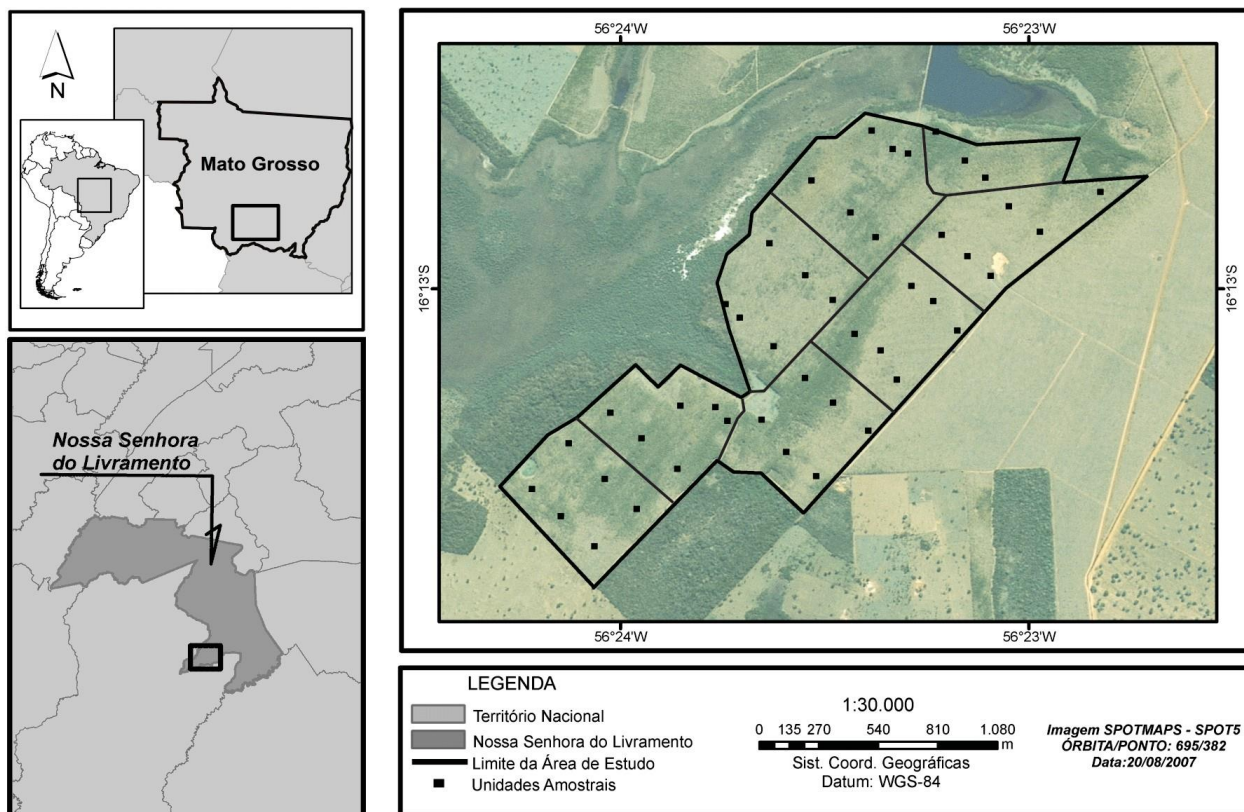 N
Mato Grosso
Nossa Senhora
do Livramento
56°24'W 56°23'W
16°13'S 16°13'S
56°24'W 56°23'W
LEGENDA
Território Nacional
Nossa Senhora do Livramento
Limite da Área de Estudo
Unidades Amostrais
1:30.000
0 135 270 540 810 1.080
m
Sist. Coord. Geográficas
Datum: WGS-84
Imagem SPOTMAPS - SPOT5
ÓRBITA/PONTO: 695/382
Data:20/08/2007